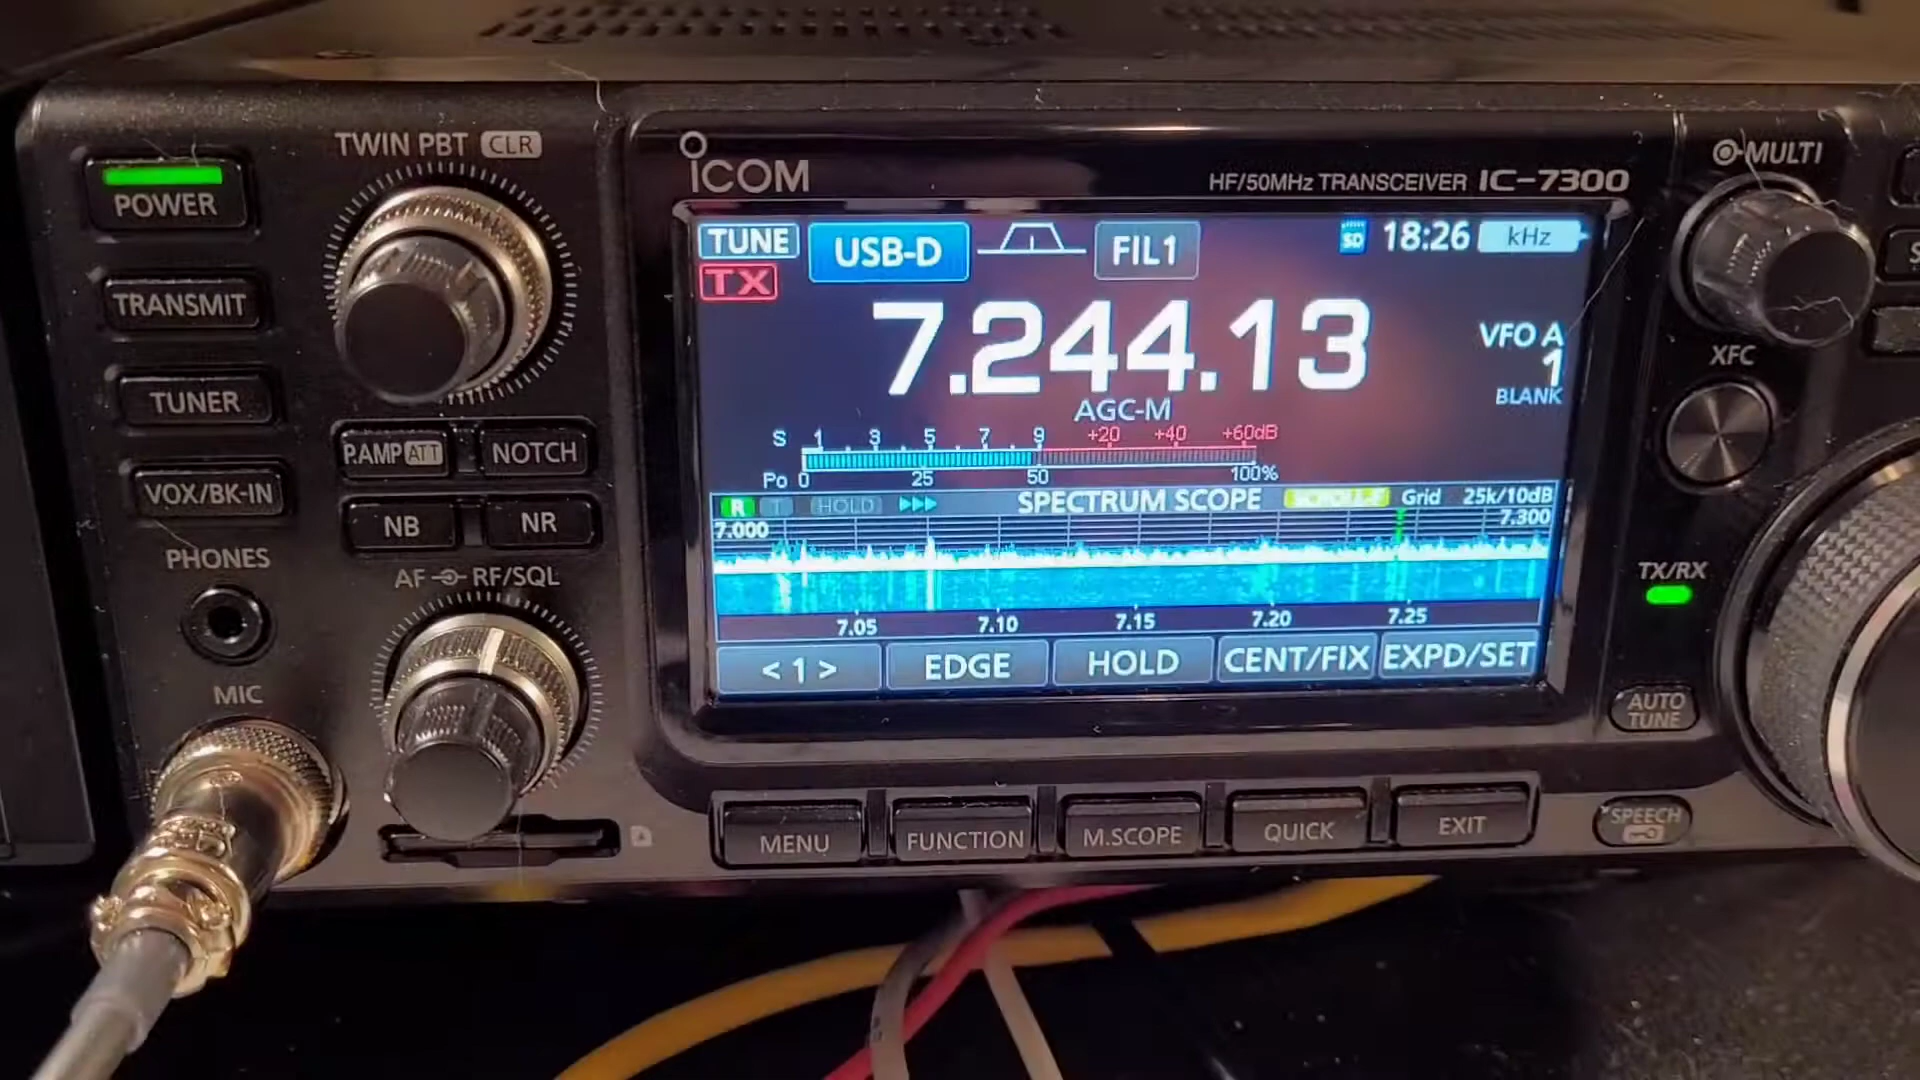 TWIN PBT CLR
POWER
TRANSMIT
TUNER
VOX/BK-IN
P.AMP ATT
NOTCH
NB
NR
PHONES
AF RF/SQL
MIC
ICOM
HF/50MHz TRANSCEIVER IC-7300
TUNE USB-D FIL1 SD 18:26 kHz
TX
7.244.13
VFO A
1
BLANK
AGC-M
S 1 3 5 7 9 +20 +40 +60dB
Po 0 25 50 100%
R T HOLD SPECTRUM SCOPE SCROLL-F Grid 25k/10dB
7.000 7.300
7.05 7.10 7.15 7.20 7.25
< 1 > EDGE HOLD CENT/FIX EXPD/SET
MENU FUNCTION M.SCOPE QUICK EXIT
MULTI
XFC
TX/RX
AUTO
TUNE
SPEECH